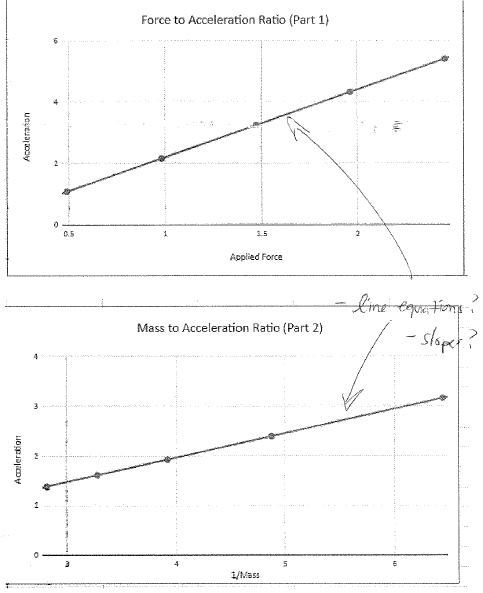 Force to Acceleration Ratio (Part 1)
6
4
2
0
Acceleration
0.5 1 1.5 2
Applied Force
- line equations?
- slopes?
Mass to Acceleration Ratio (Part 2)
4
3
2
1
0
Acceleration
3 4 5 6
1/Mass